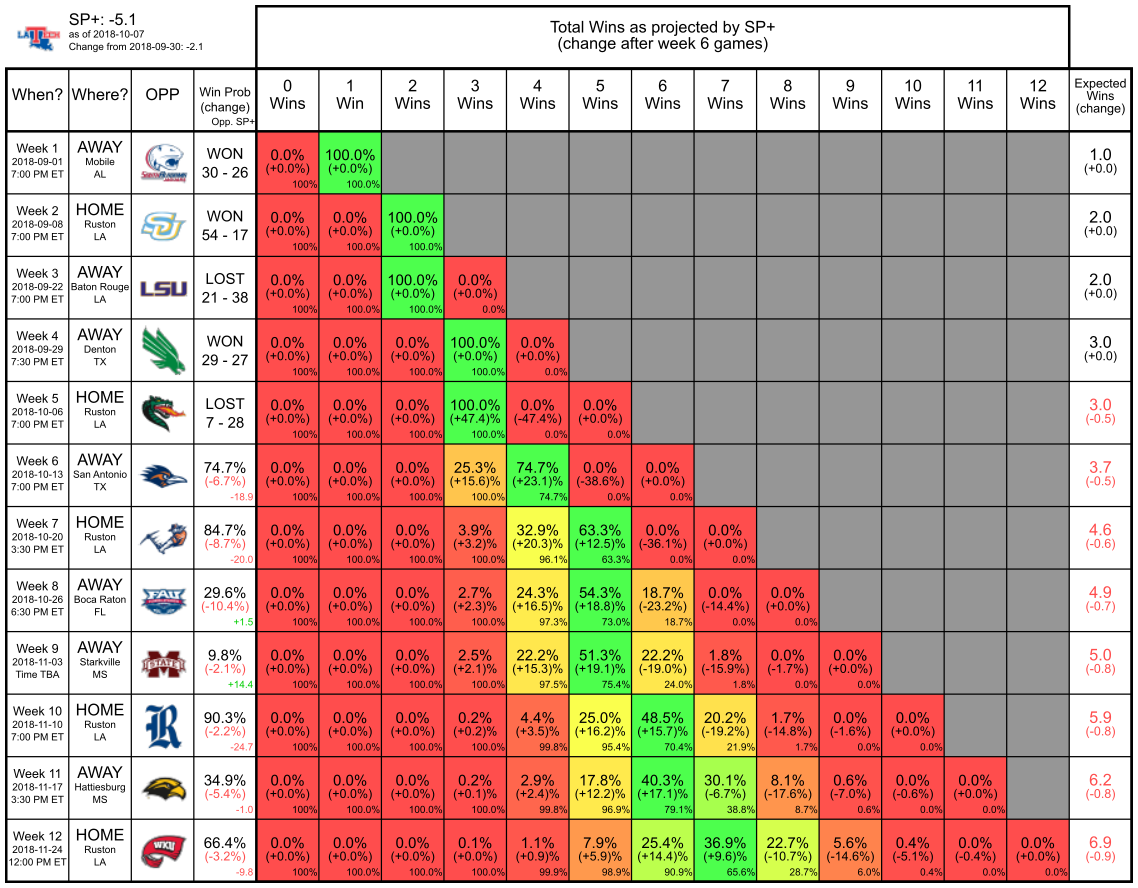 LA TECH
SP+: -5.1
as of 2018-10-07
Change from 2018-09-30: -2.1
Total Wins as projected by SP+
(change after week 6 games)
When? Where? OPP Win Prob (change) Opp. SP+ 0 Wins 1 Win 2 Wins 3 Wins 4 Wins 5 Wins 6 Wins 7 Wins 8 Wins 9 Wins 10 Wins 11 Wins 12 Wins Expected Wins (change)
Week 1 AWAY WON 0.0% 100.0% 1.0
2018-09-01 Mobile 30 - 26 (+0.0%) (+0.0%) (+0.0)
7:00 PM ET AL 100% 100.0%
Week 2 HOME WON 0.0% 0.0% 100.0% 2.0
2018-09-08 Ruston 54 - 17 (+0.0%) (+0.0%) (+0.0%) (+0.0)
7:00 PM ET LA 100% 100.0% 100.0%
Week 3 AWAY LSU LOST 0.0% 0.0% 100.0% 0.0% 2.0
2018-09-22 Baton Rouge 21 - 38 (+0.0%) (+0.0%) (+0.0%) (+0.0%) (+0.0)
7:00 PM ET LA 100% 100.0% 100.0% 0.0%
Week 4 AWAY WON 0.0% 0.0% 0.0% 100.0% 0.0% 3.0
2018-09-29 Denton 29 - 27 (+0.0%) (+0.0%) (+0.0%) (+0.0%) (+0.0%) (+0.0)
7:30 PM ET TX 100% 100.0% 100.0% 100.0% 0.0%
Week 5 HOME LOST 0.0% 0.0% 0.0% 100.0% 0.0% 0.0% 3.0
2018-10-06 Ruston 7 - 28 (+0.0%) (+0.0%) (+0.0%) (+47.4)% (-47.4%) (+0.0%) (-0.5)
7:00 PM ET LA 100% 100.0% 100.0% 100.0% 0.0% 0.0%
Week 6 AWAY 74.7% 0.0% 0.0% 0.0% 25.3% 74.7% 0.0% 0.0% 3.7
2018-10-13 San Antonio (-6.7%) (+0.0%) (+0.0%) (+0.0%) (+15.6)% (+23.1%) (-38.6%) (+0.0%) (-0.5)
7:00 PM ET TX -18.9 100% 100.0% 100.0% 100.0% 74.7% 0.0% 0.0%
Week 7 HOME 84.7% 0.0% 0.0% 0.0% 3.9% 32.9% 63.3% 0.0% 0.0% 4.6
2018-10-20 Ruston (-8.7%) (+0.0%) (+0.0%) (+0.0%) (+3.2)% (+20.3%) (+12.5)% (-36.1%) (+0.0%) (-0.6)
3:30 PM ET LA -20.0 100% 100.0% 100.0% 100.0% 96.1% 63.3% 0.0% 0.0%
Week 8 AWAY FAU 29.6% 0.0% 0.0% 0.0% 2.7% 24.3% 54.3% 18.7% 0.0% 0.0% 4.9
2018-10-26 Boca Raton (-10.4%) (+0.0%) (+0.0%) (+0.0%) (+2.3%) (+16.5%) (+18.8%) (-23.2%) (-14.4%) (+0.0%) (-0.7)
6:30 PM ET FL +1.5 100% 100.0% 100.0% 100.0% 97.3% 73.0% 18.7% 0.0% 0.0%
Week 9 AWAY STATE 9.8% 0.0% 0.0% 0.0% 2.5% 22.2% 51.3% 22.2% 1.8% 0.0% 0.0% 5.0
2018-11-03 Starkville (-2.1%) (+0.0%) (+0.0%) (+0.0%) (+2.1%) (+15.3%) (+19.1%) (-19.0%) (-15.9%) (-1.7%) (+0.0%) (-0.8)
Time TBA MS +14.4 100% 100.0% 100.0% 100.0% 97.5% 75.4% 24.0% 1.8% 0.0% 0.0%
Week 10 HOME R 90.3% 0.0% 0.0% 0.0% 0.2% 4.4% 25.0% 48.5% 20.2% 1.7% 0.0% 0.0% 5.9
2018-11-10 Ruston (-2.2%) (+0.0%) (+0.0%) (+0.0%) (+0.2%) (+3.5%) (+16.2%) (+15.7%) (-19.2%) (-14.8%) (-1.6%) (+0.0%) (-0.8)
7:00 PM ET LA -24.7 100% 100.0% 100.0% 100.0% 99.8% 95.4% 70.4% 21.9% 1.7% 0.0% 0.0%
Week 11 AWAY 34.9% 0.0% 0.0% 0.0% 0.2% 2.9% 17.8% 40.3% 30.1% 8.1% 0.6% 0.0% 0.0% 6.2
2018-11-17 Hattiesburg (-5.4%) (+0.0%) (+0.0%) (+0.0%) (+0.1%) (+2.4%) (+12.2%) (+17.1%) (-6.7%) (-17.6%) (-7.0%) (-0.6%) (+0.0%) (-0.8)
3:30 PM ET MS -1.0 100% 100.0% 100.0% 100.0% 99.8% 96.9% 79.1% 38.8% 8.7% 0.6% 0.0% 0.0%
Week 12 HOME WKU 66.4% 0.0% 0.0% 0.0% 0.1% 1.1% 7.9% 25.4% 36.9% 22.7% 5.6% 0.4% 0.0% 0.0% 6.9
2018-11-24 Ruston (-3.2%) (+0.0%) (+0.0%) (+0.0%) (+0.0%) (+0.9%) (+5.9%) (+14.4%) (+9.6%) (-10.7%) (-14.6%) (-5.1%) (-0.4%) (+0.0%) (-0.9)
12:00 PM ET LA -9.8 100% 100.0% 100.0% 100.0% 99.9% 98.9% 90.9% 65.6% 28.7% 6.0% 0.4% 0.0% 0.0%